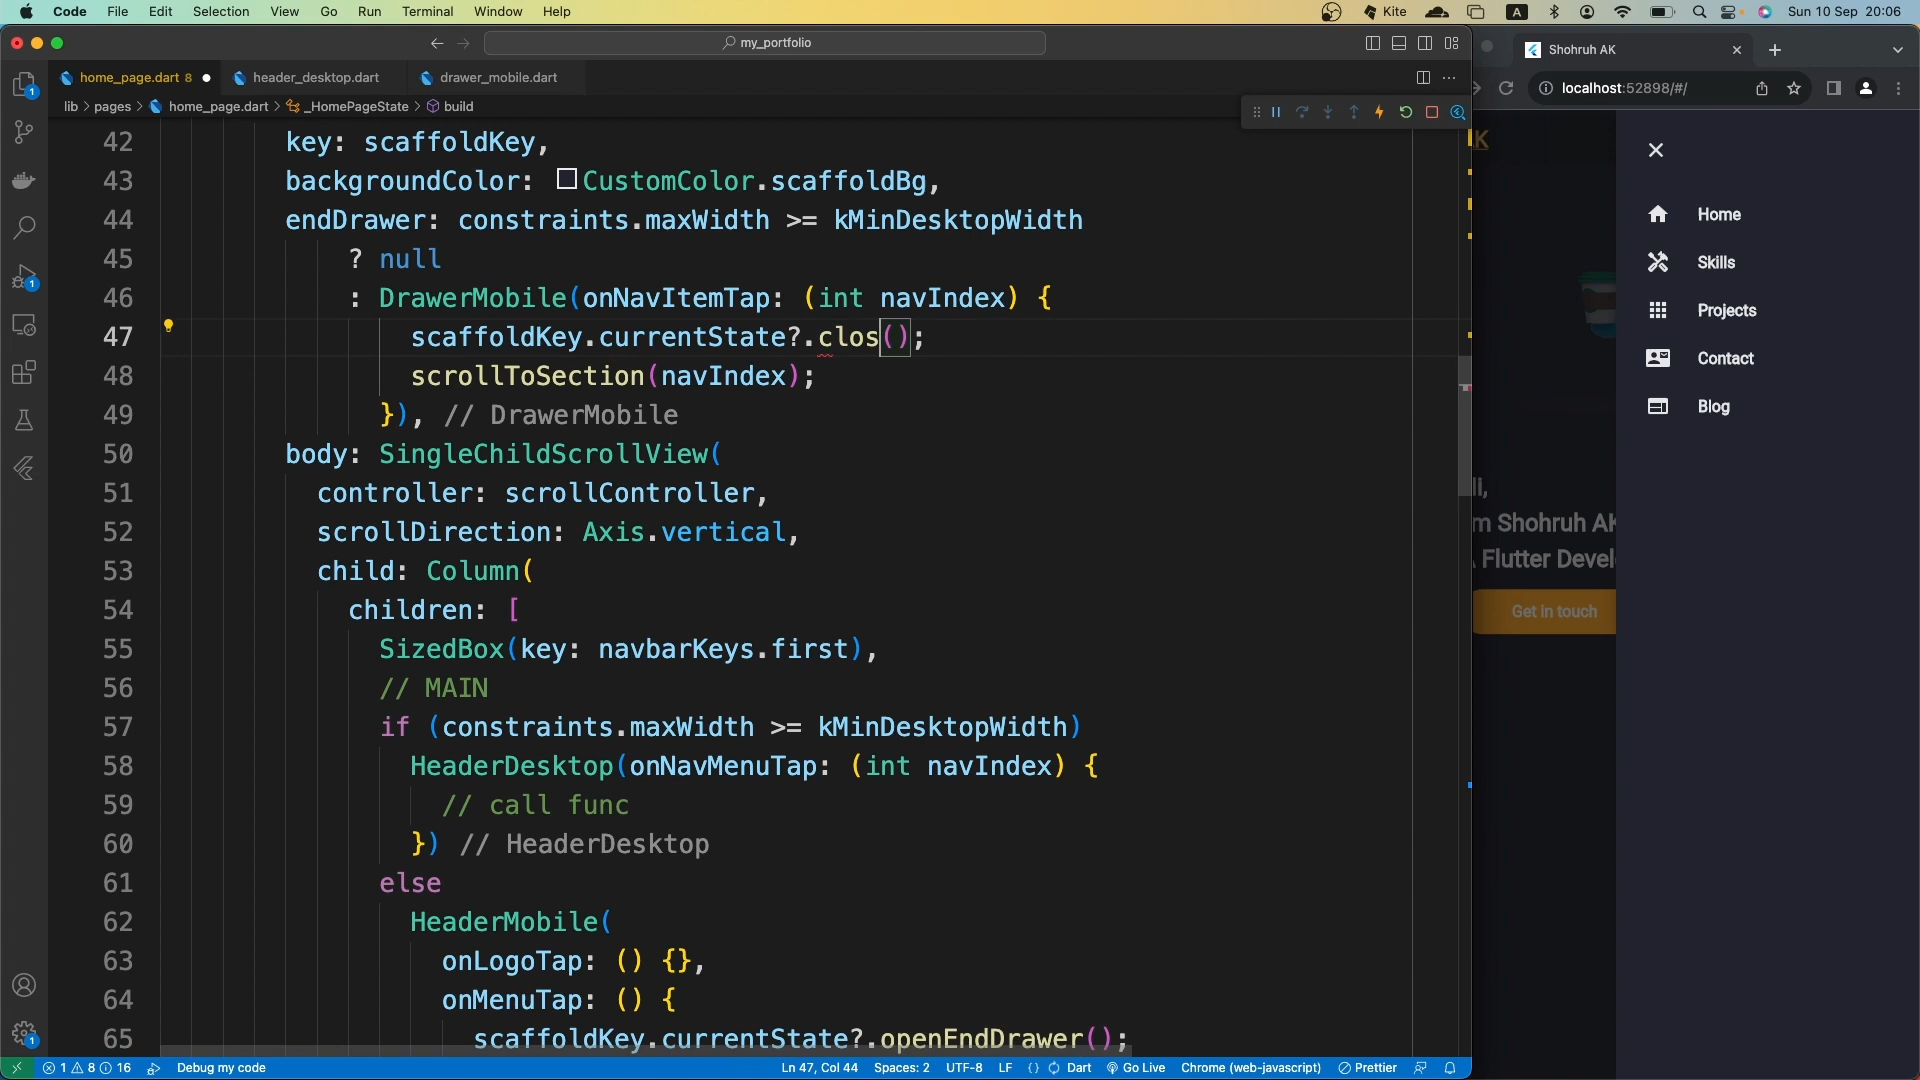 Code File Edit Selection View Go Run Terminal Window Help Kite A Sun 10 Sep 20:06
my_portfolio
Shohruh AK
home_page.dart 8 header_desktop.dart drawer_mobile.dart
localhost:52898/#/
lib > pages > home_page.dart > _HomePageState > build
42 key: scaffoldKey,
43 backgroundColor: CustomColor.scaffoldBg,
44 endDrawer: constraints.maxWidth >= kMinDesktopWidth
45 ? null
46 : DrawerMobile(onNavItemTap: (int navIndex) {
47 scaffoldKey.currentState?.clos();
48 scrollToSection(navIndex);
49 }), // DrawerMobile
50 body: SingleChildScrollView(
51 controller: scrollController,
52 scrollDirection: Axis.vertical,
53 child: Column(
54 children: [
55 SizedBox(key: navbarKeys.first),
56 // MAIN
57 if (constraints.maxWidth >= kMinDesktopWidth)
58 HeaderDesktop(onNavMenuTap: (int navIndex) {
59 // call func
60 }) // HeaderDesktop
61 else
62 HeaderMobile(
63 onLogoTap: () {},
64 onMenuTap: () {
65 scaffoldKey.currentState?.openEndDrawer();
K
Home
Skills
Projects
Contact
Blog
i,
m Shohruh AK
Flutter Devel
Get in touch
1 8 16 Debug my code Ln 47, Col 44 Spaces: 2 UTF-8 LF {} Dart Go Live Chrome (web-javascript) Prettier